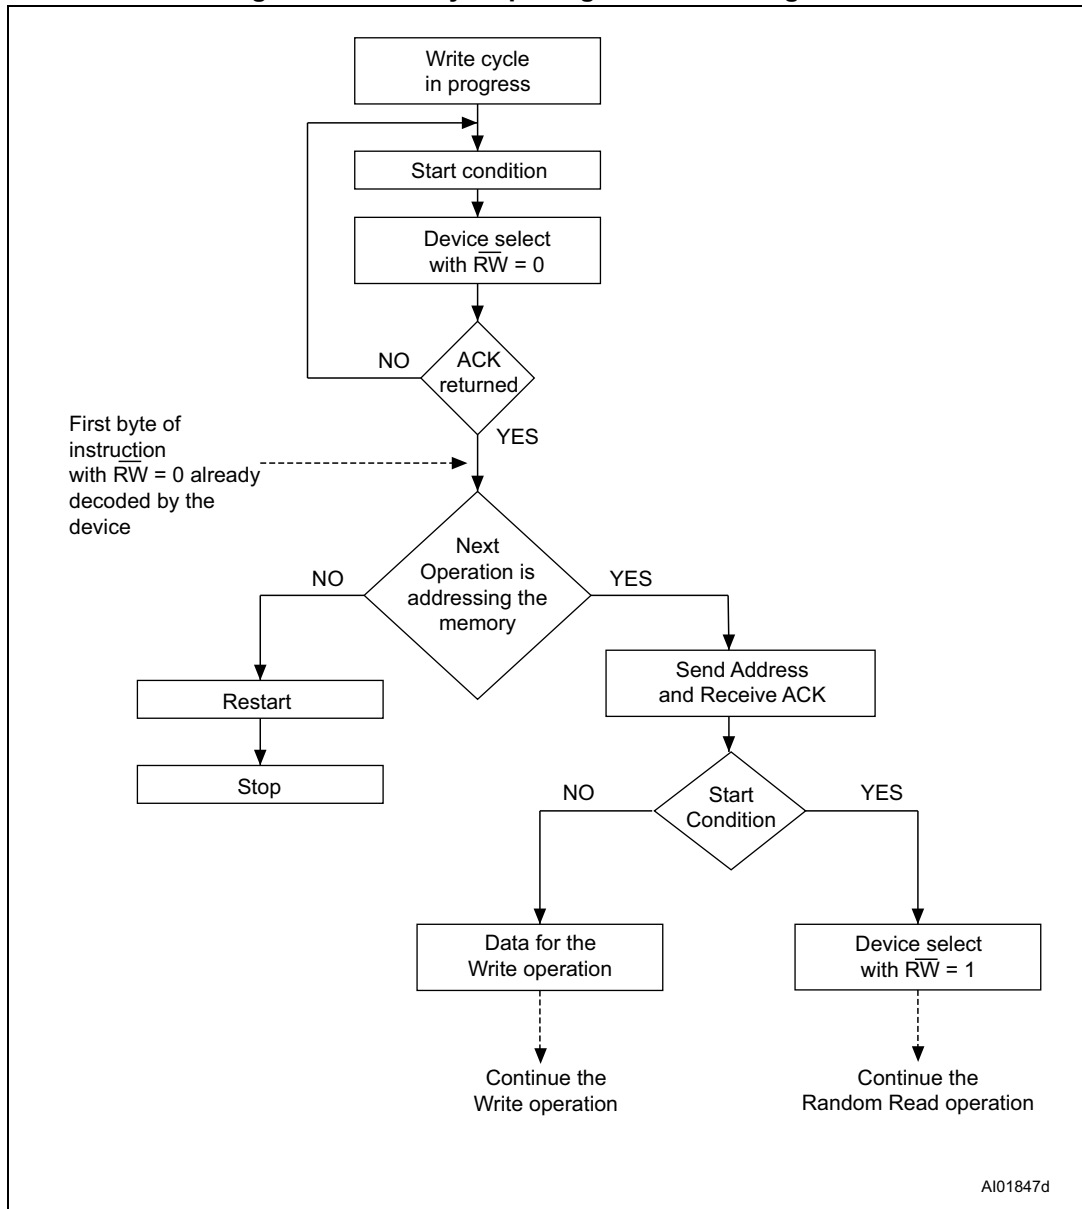 Write cycle
in progress
Start condition
Device select
with RW = 0
NO
ACK
returned
YES
First byte of
instruction
with RW = 0 already
decoded by the
device
Next
Operation is
addressing the
memory
NO
YES
Send Address
and Receive ACK
Restart
Stop
NO
Start
Condition
YES
Data for the
Write operation
Device select
with RW = 1
Continue the
Write operation
Continue the
Random Read operation
AI01847d